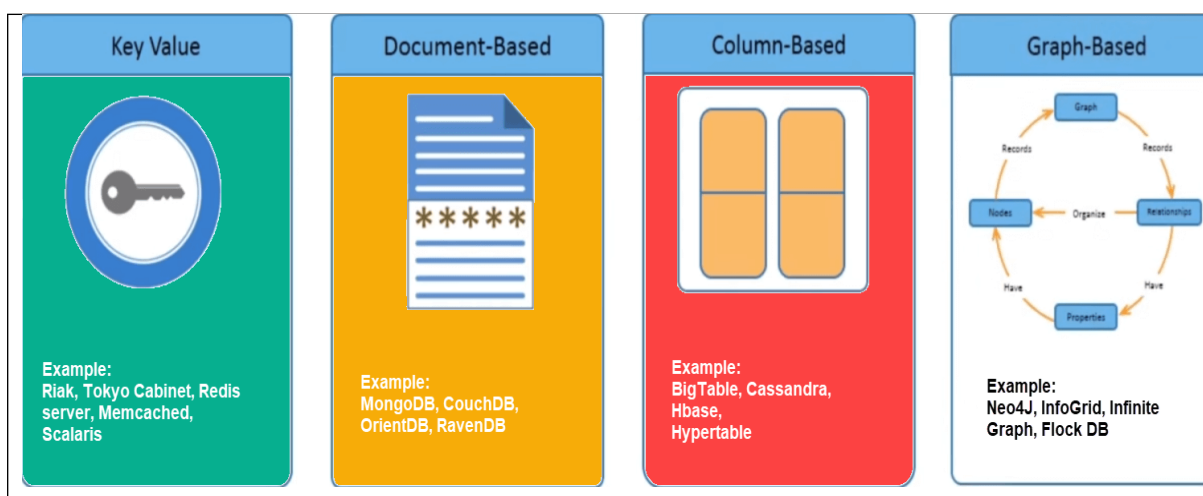 Key Value
Example:
Riak, Tokyo Cabinet, Redis
server, Memcached,
Scalaris
Document-Based
*****
Example:
MongoDB, CouchDB,
OrientDB, RavenDB
Column-Based
Example:
BigTable, Cassandra,
Hbase,
Hypertable
Graph-Based
Graph
Records
Records
Nodes
Organize
Relationships
Have
Have
Properties
Example:
Neo4J, InfoGrid, Infinite
Graph, Flock DB